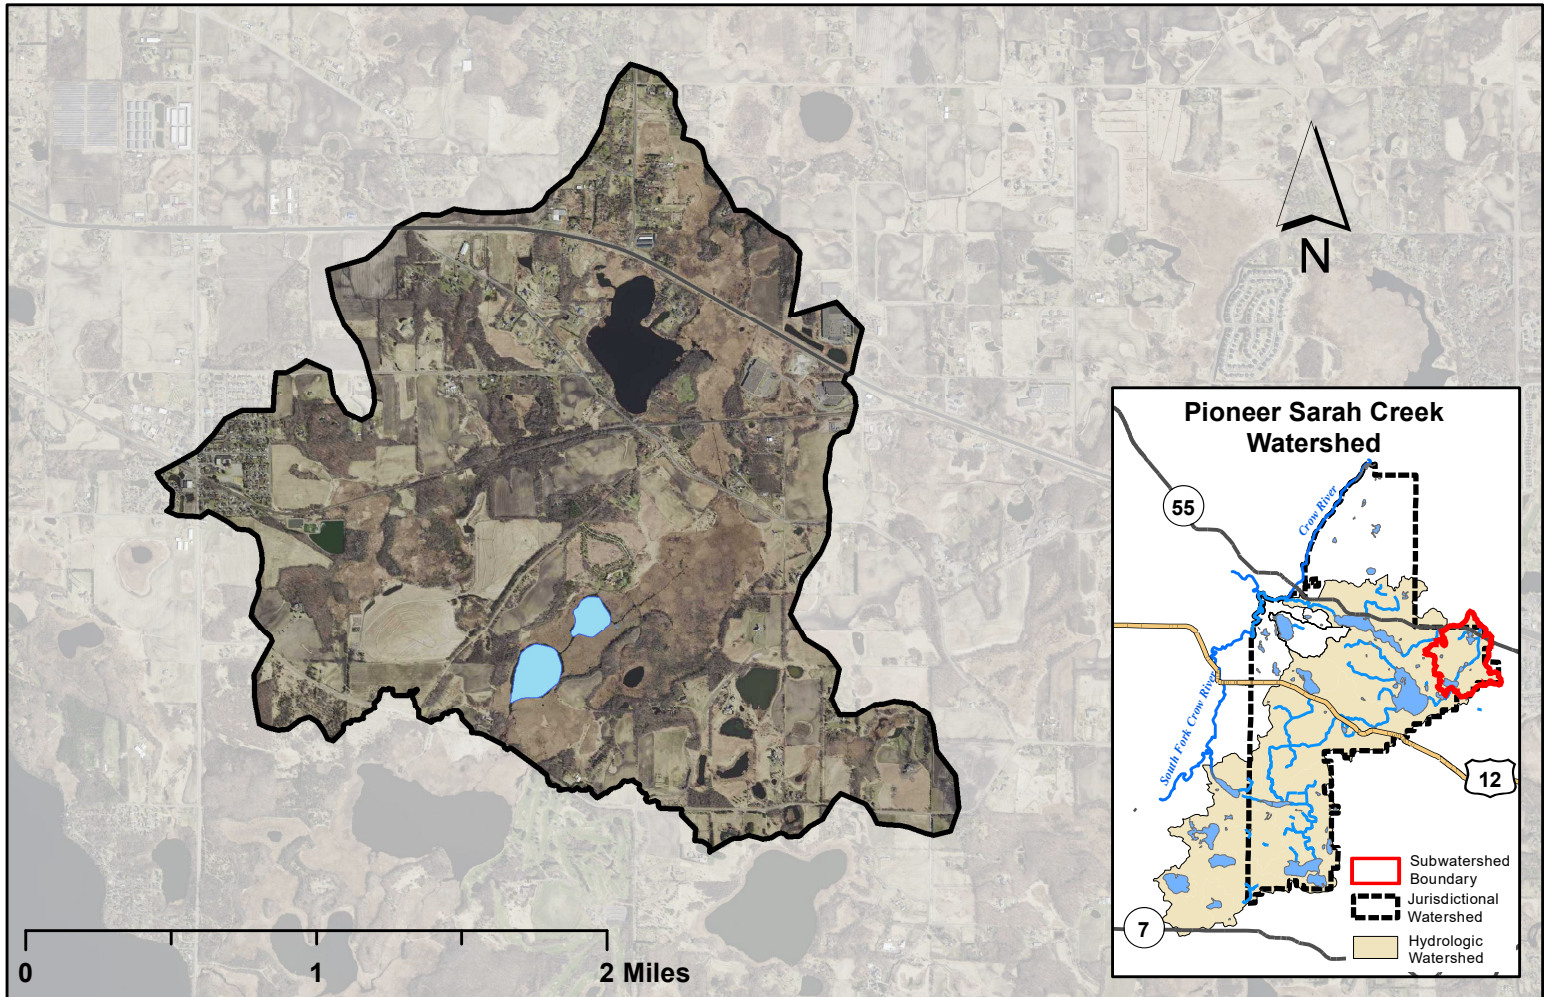 N
0
1
2 Miles
Pioneer Sarah Creek
Watershed
55
Crow River
South Fork Crow River
12
7
Subwatershed
Boundary
Jurisdictional
Watershed
Hydrologic
Watershed